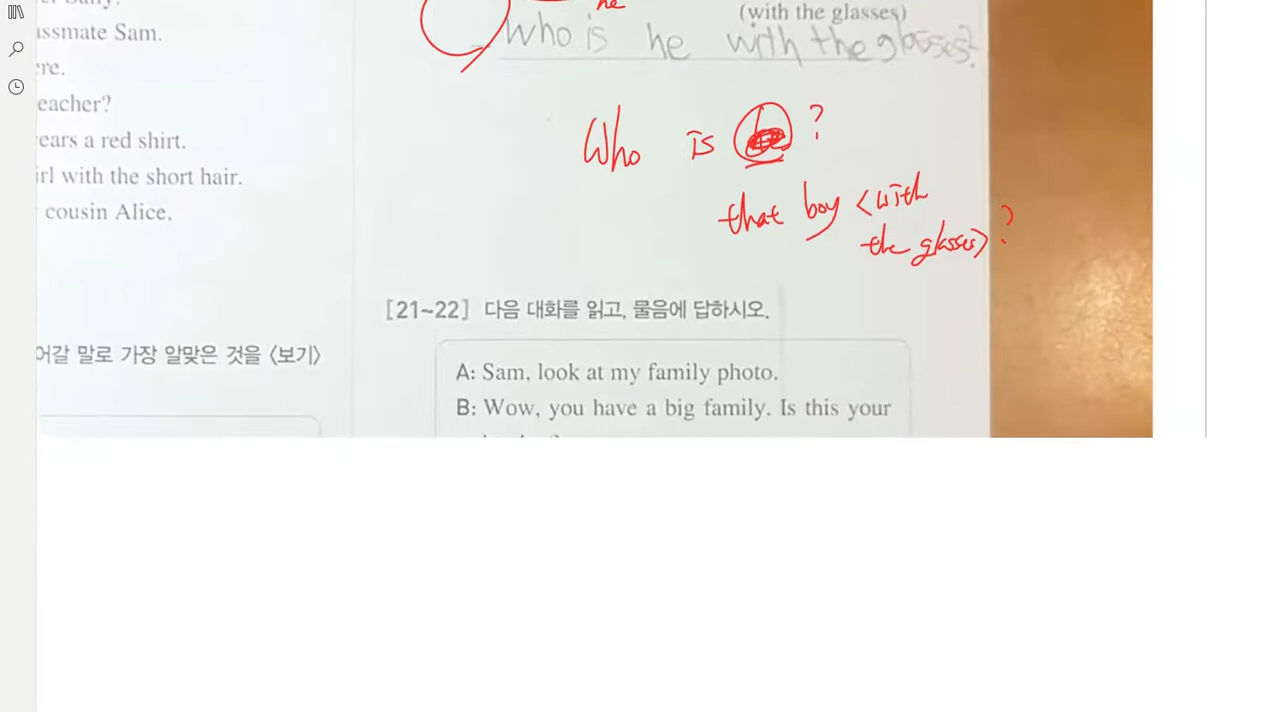 assmate Sam.
re.
eacher?
ears a red shirt.
irl with the short hair.
cousin Alice.
어갈 말로 가장 알맞은 것을 <보기>
he
(with the glasses)
Who is he with the glasses?
Who is ?
that boy <with
the glasses> ?
[21~22] 다음 대화를 읽고, 물음에 답하시오.
A: Sam, look at my family photo.
B: Wow, you have a big family. Is this your